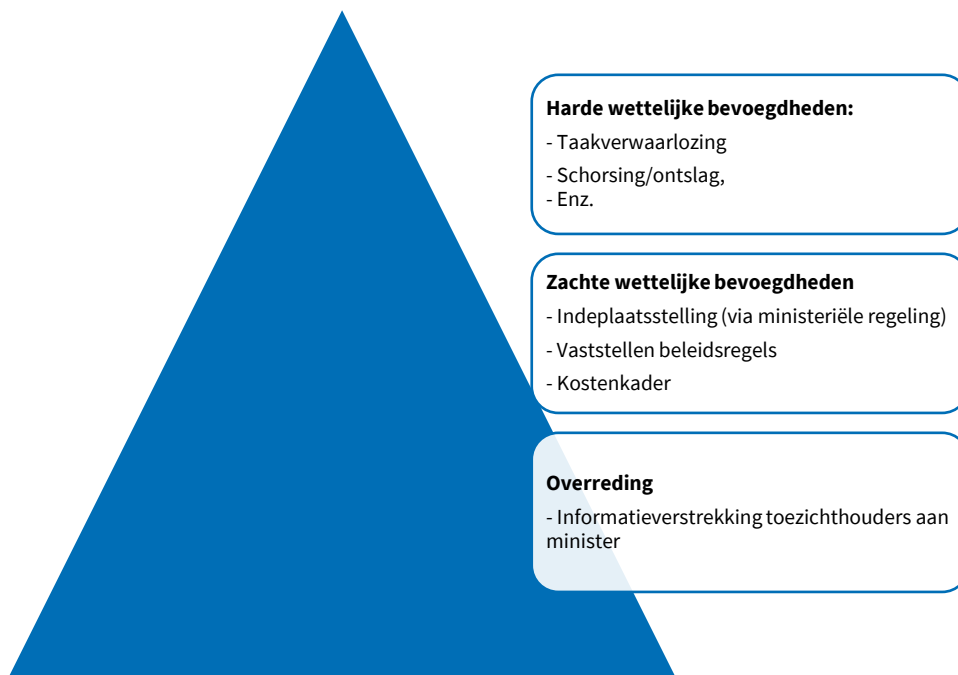 Harde wettelijke bevoegdheden:
- Taakverwaarlozing
- Schorsing/ontslag,
- Enz.
Zachte wettelijke bevoegdheden
- Indeplaatsstelling (via ministeriële regeling)
- Vaststellen beleidsregels
- Kostenkader
Overreding
- Informatieverstrekking toezichthouders aan
minister